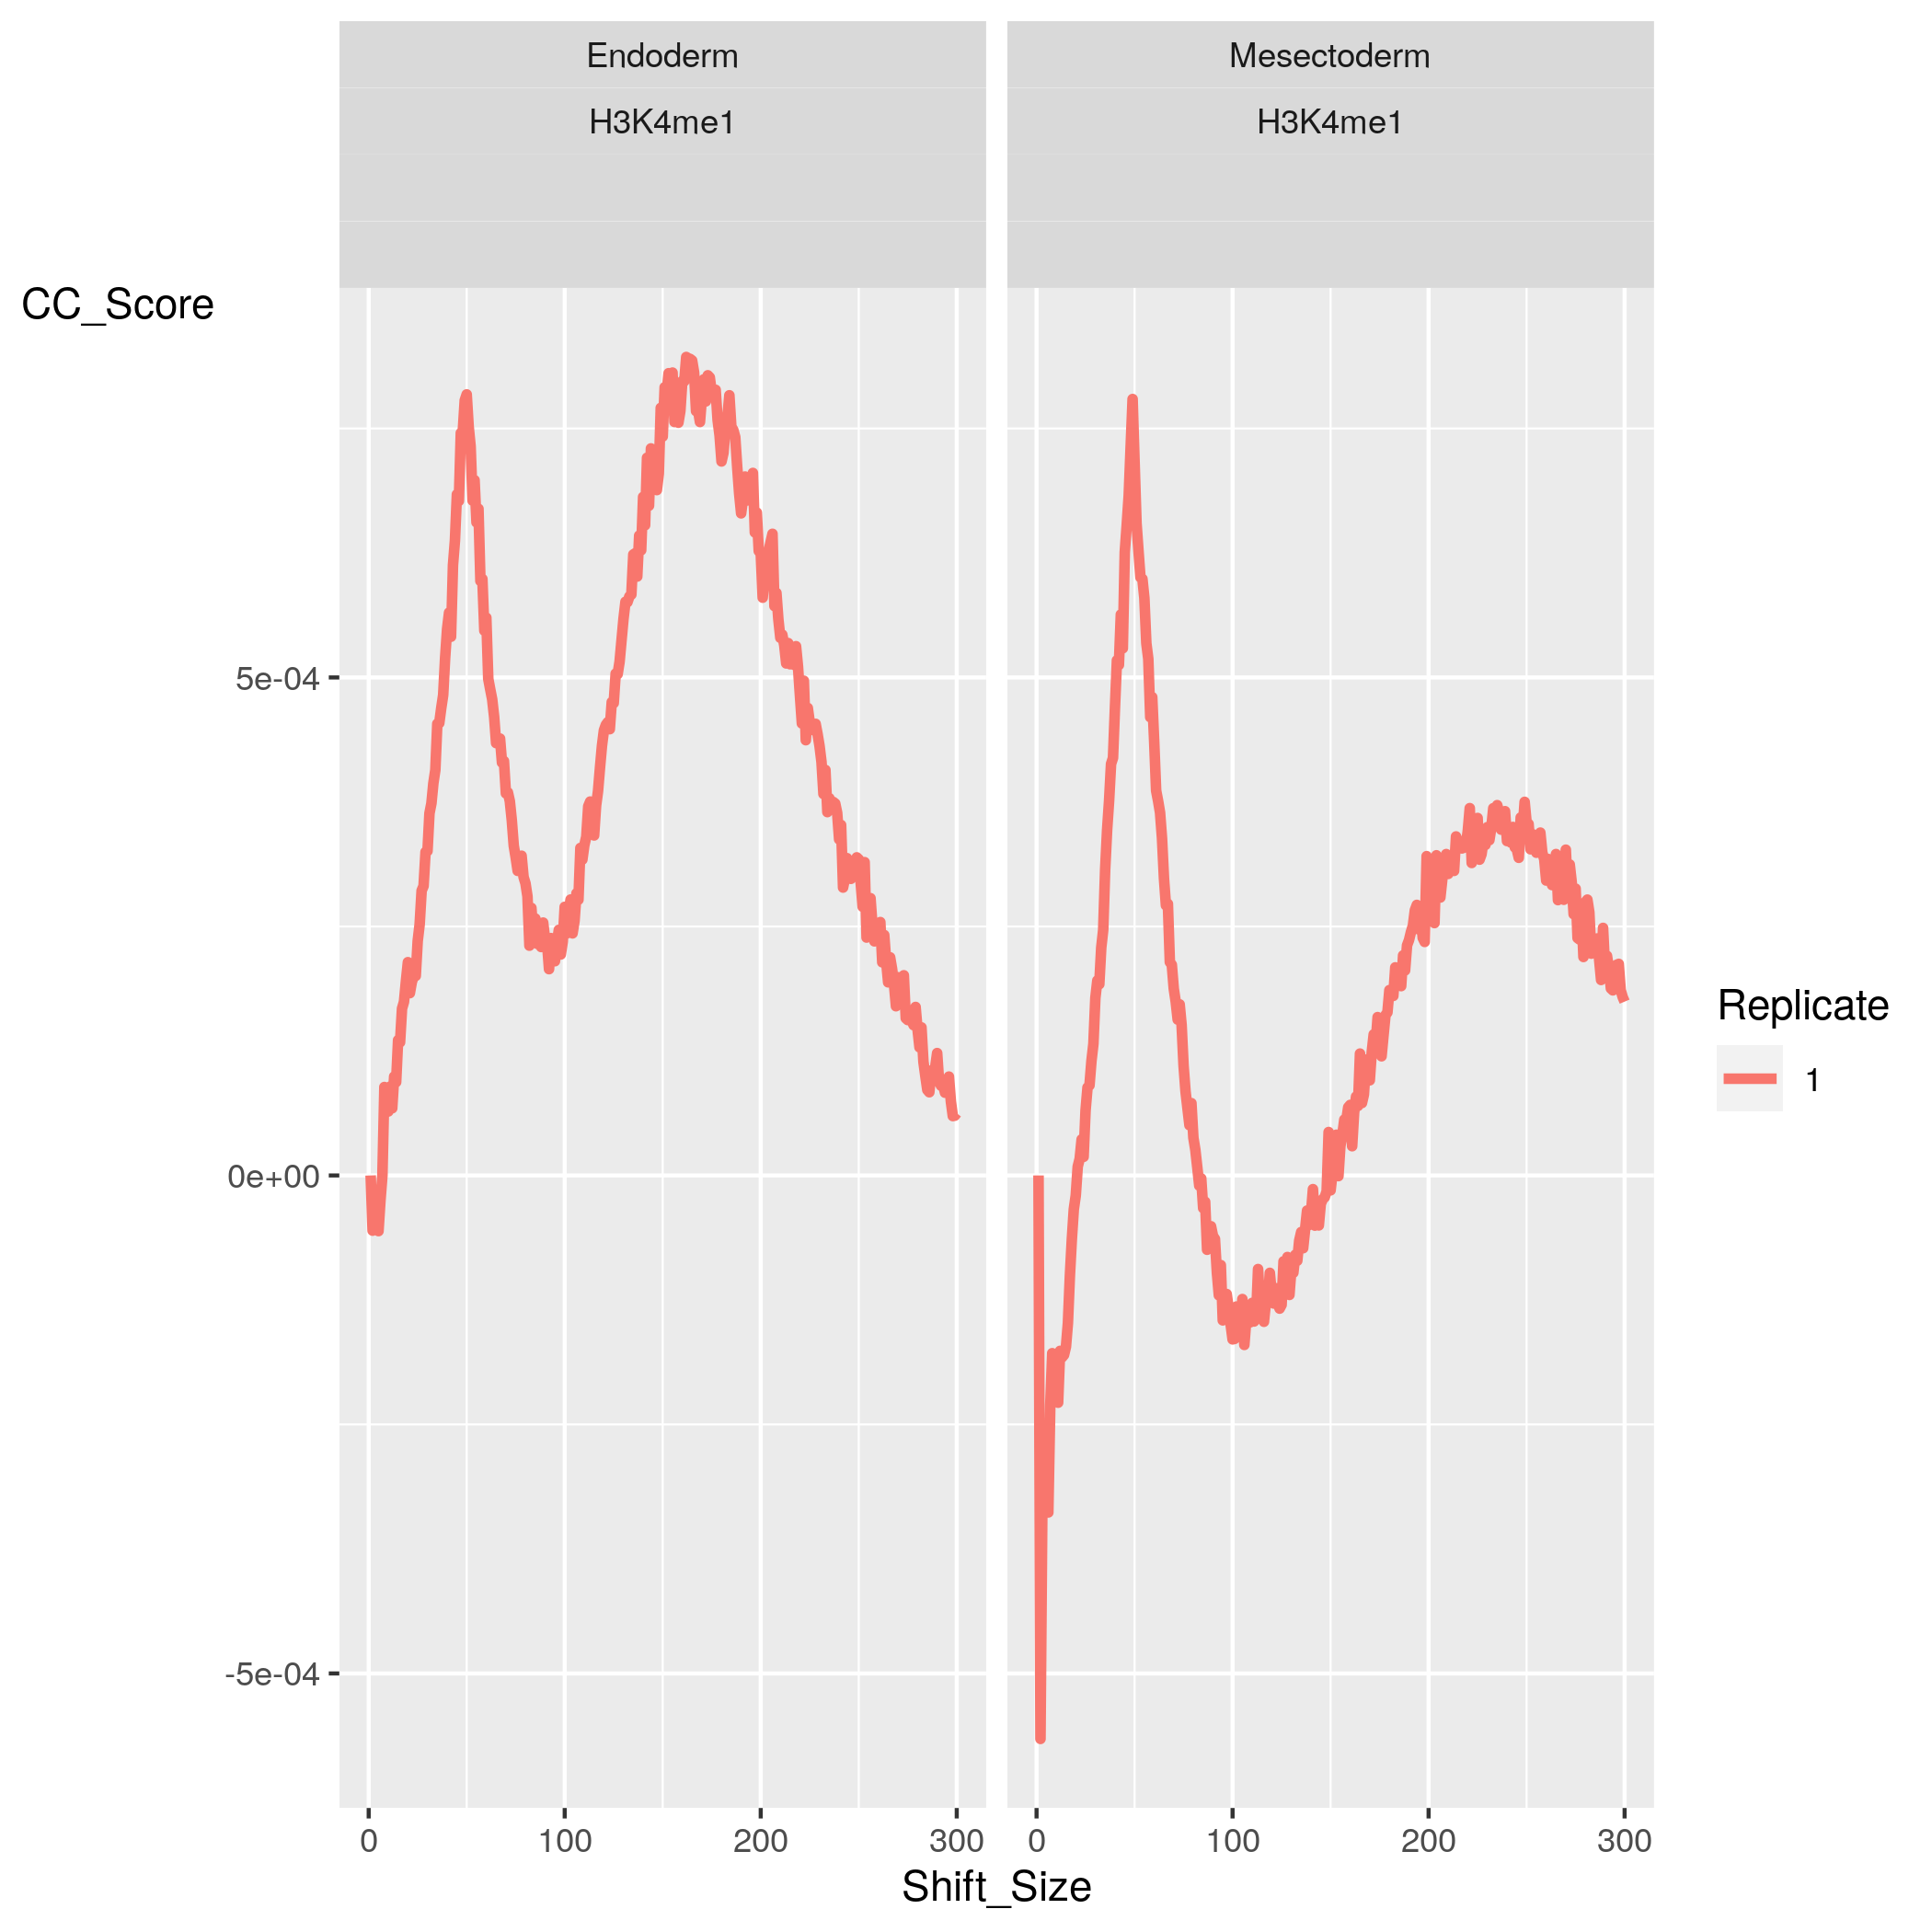 Endoderm
Mesectoderm
H3K4me1
H3K4me1
CC_Score
5e-04
0e+00
-5e-04
0 100 200 300
0 100 200 300
Shift_Size
Replicate
1